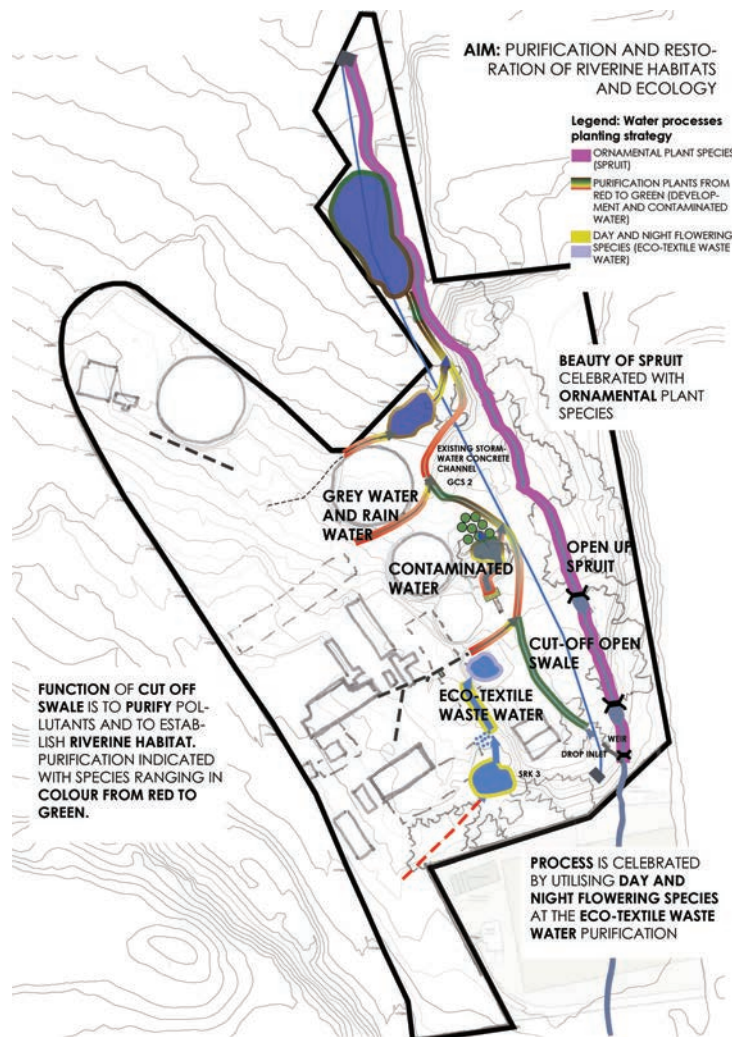 AIM: PURIFICATION AND RESTO-
RATION OF RIVERINE HABITATS
AND ECOLOGY
Legend: Water processes
planting strategy
ORNAMENTAL PLANT SPECIES
(SPRUIT)
PURIFICATION PLANTS FROM
RED TO GREEN (DEVELOP-
MENT AND CONTAMINATED
WATER)
DAY AND NIGHT FLOWERING
SPECIES (ECO-TEXTILE WASTE
WATER)
BEAUTY OF SPRUIT
CELEBRATED WITH
ORNAMENTAL PLANT
SPECIES
EXISTING STORM-
WATER CONCRETE
CHANNEL
GCS 2
GREY WATER
AND RAIN-
WATER
CONTAMINATED
WATER
OPEN UP
SPRUIT
CUT-OFF OPEN
SWALE
ECO-TEXTILE
WASTE WATER
WEIR
DROP INLET
SRK 3
FUNCTION OF CUT OFF
SWALE IS TO PURIFY POL-
LUTANTS AND TO ESTAB-
LISH RIVERINE HABITAT.
PURIFICATION INDICATED
WITH SPECIES RANGING IN
COLOUR FROM RED TO
GREEN.
PROCESS IS CELEBRATED
BY UTILISING DAY AND
NIGHT FLOWERING SPECIES
AT THE ECO-TEXTILE WASTE
WATER PURIFICATION